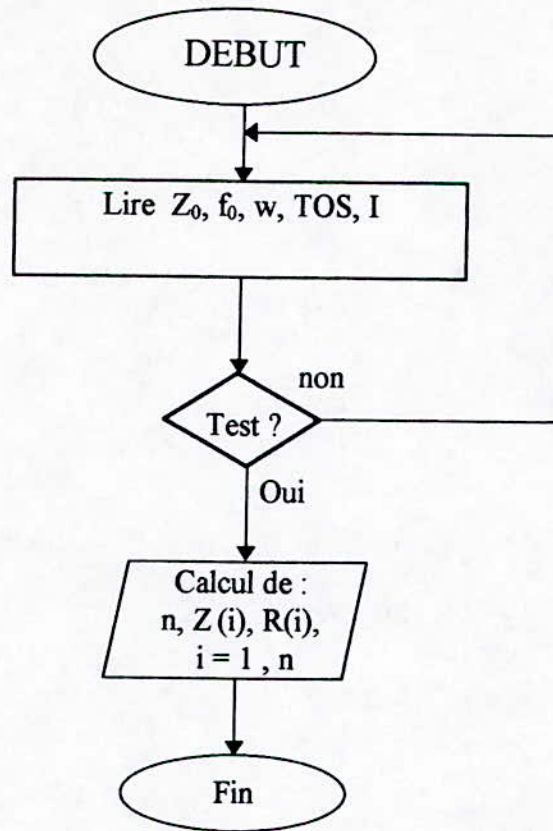 DEBUT
Lire Z₀, f₀, w, TOS, I
non
Test ?
Oui
Calcul de :
n, Z (i), R(i),
i = 1 , n
Fin